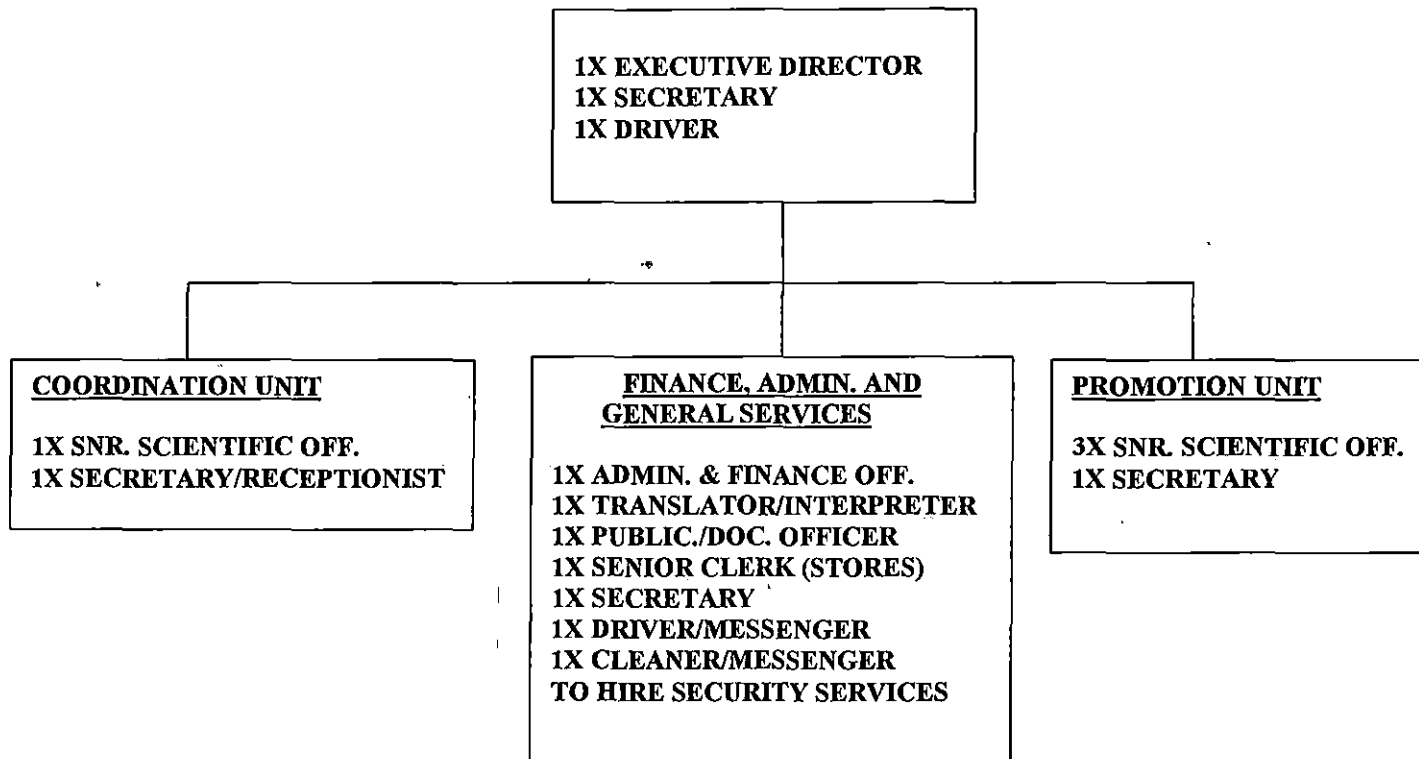 1X EXECUTIVE DIRECTOR
1X SECRETARY
1X DRIVER
COORDINATION UNIT
1X SNR. SCIENTIFIC OFF.
1X SECRETARY/RECEPTIONIST
FINANCE, ADMIN. AND
GENERAL SERVICES
1X ADMIN. & FINANCE OFF.
1X TRANSLATOR/INTERPRETER
1X PUBLIC./DOC. OFFICER
1X SENIOR CLERK (STORES)
1X SECRETARY
1X DRIVER/MESSENGER
1X CLEANER/MESSENGER
TO HIRE SECURITY SERVICES
PROMOTION UNIT
3X SNR. SCIENTIFIC OFF.
1X SECRETARY